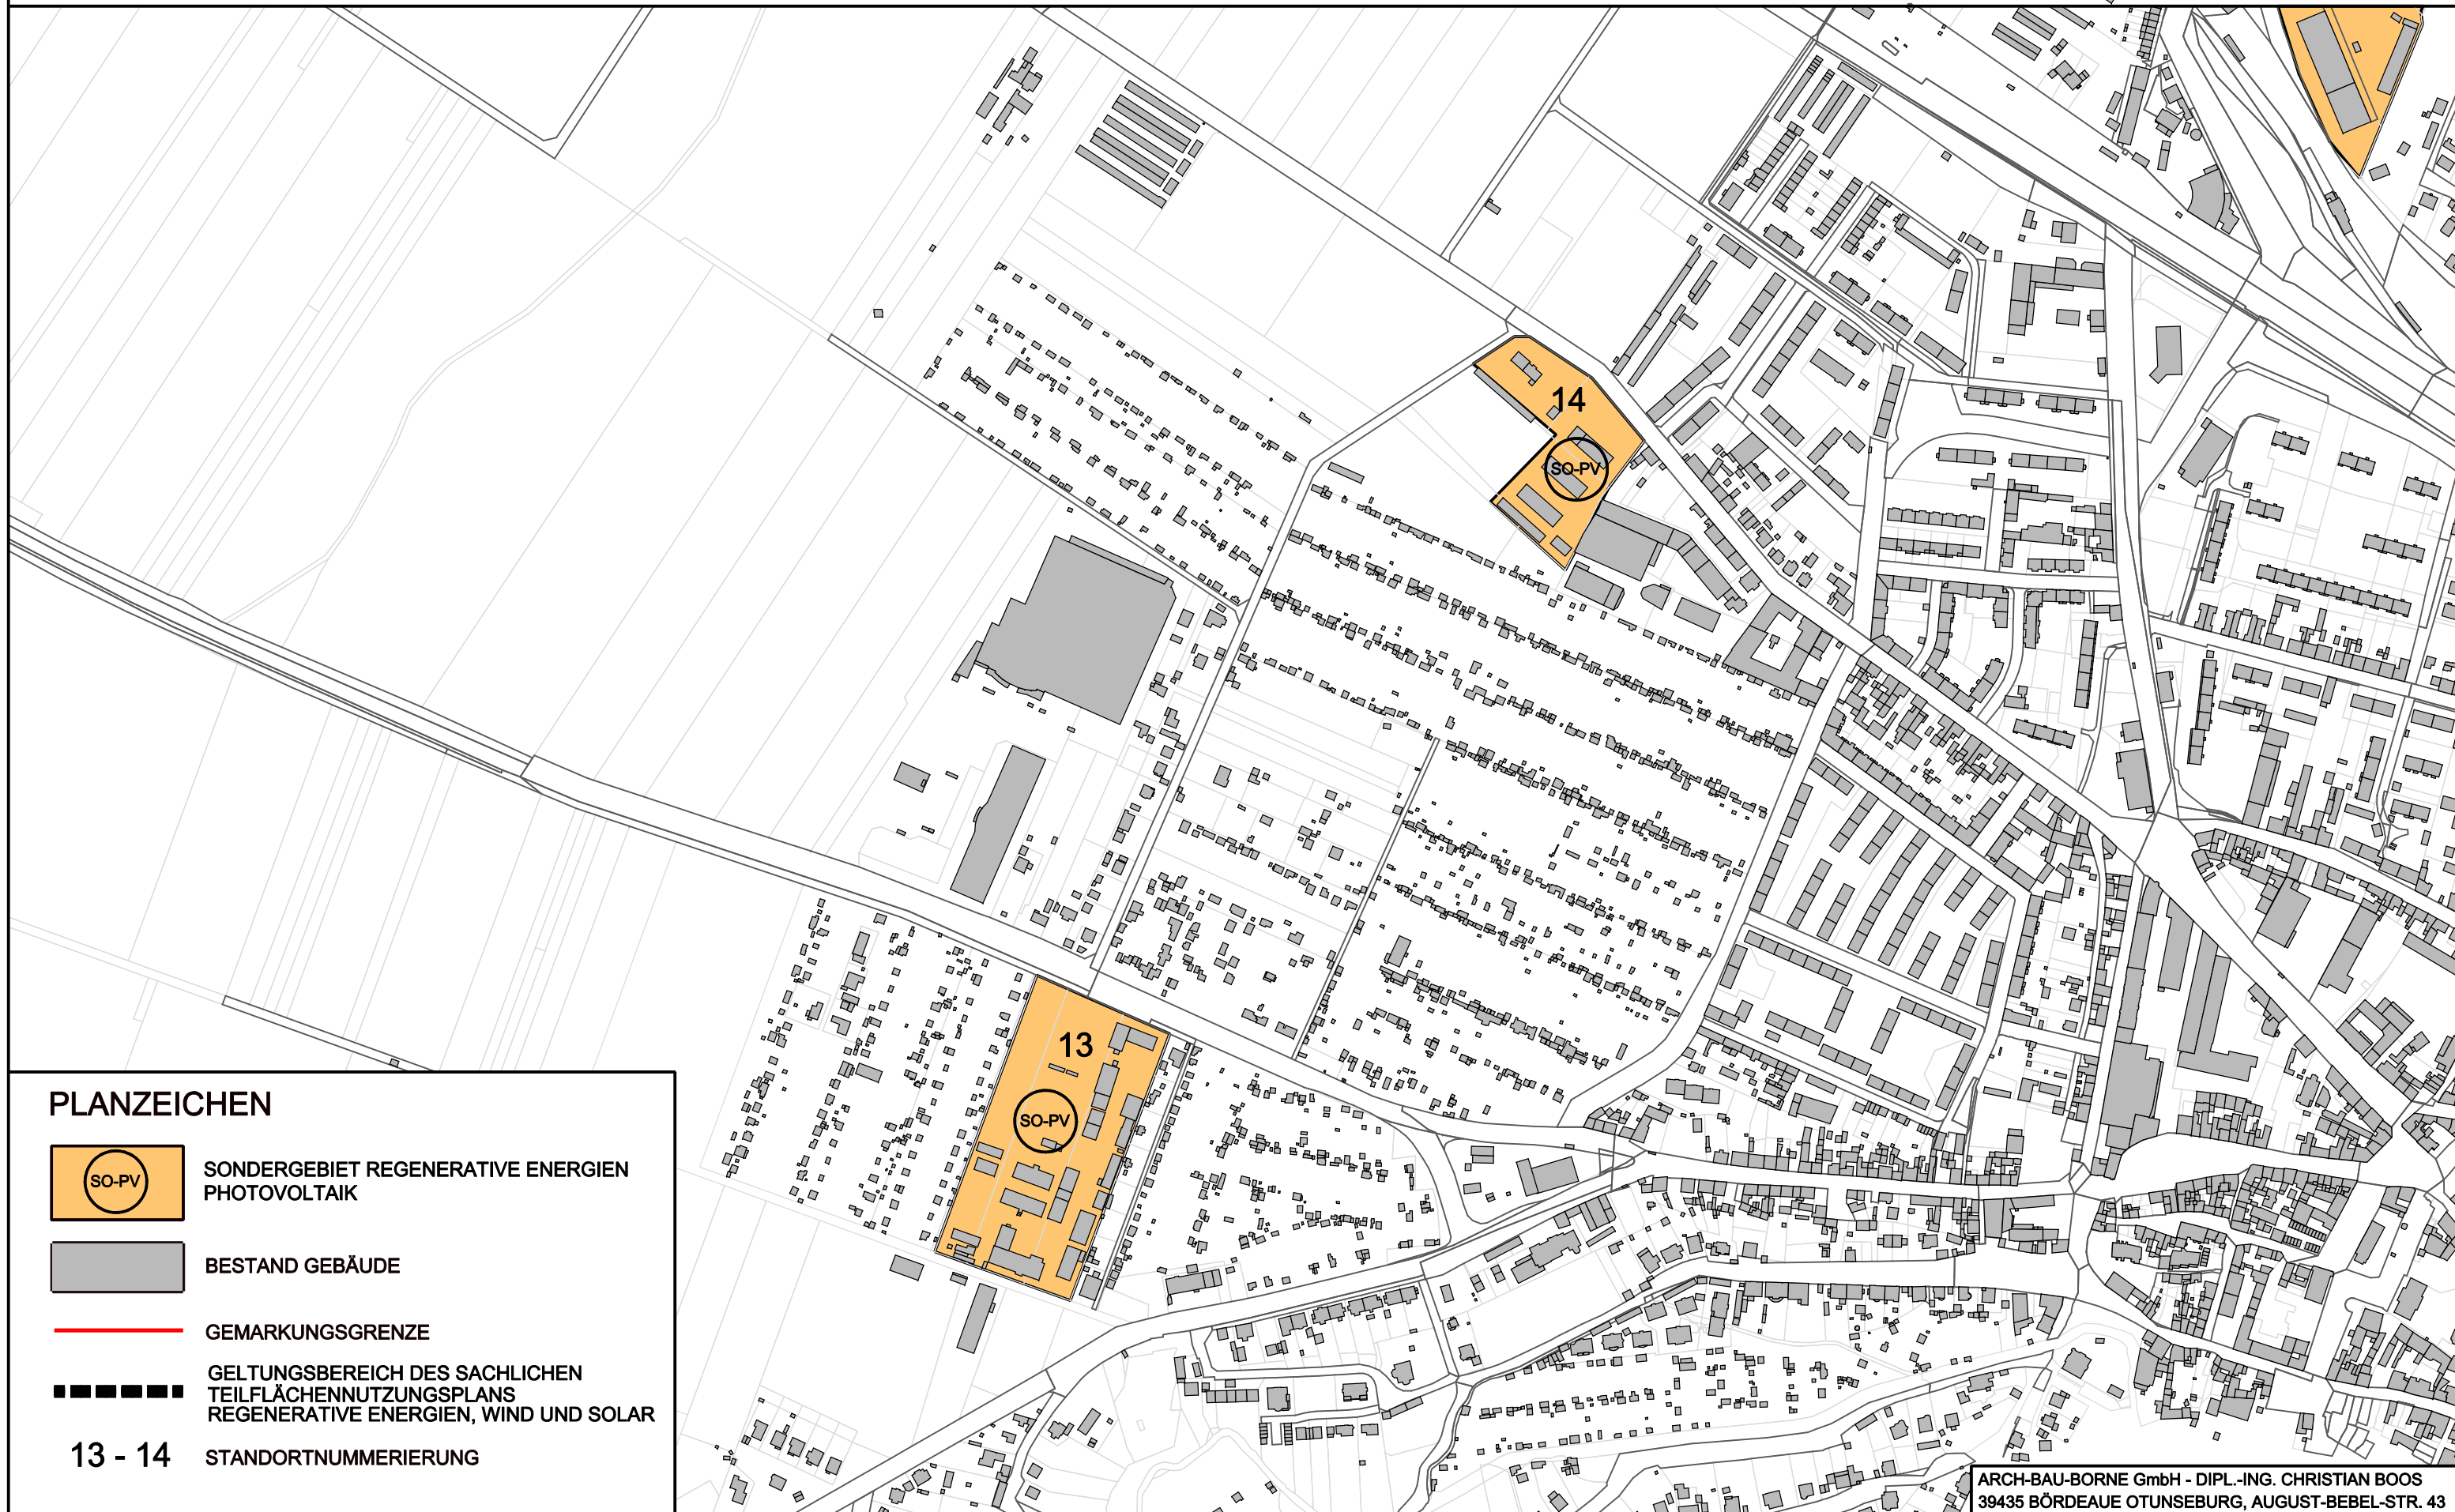 14
SO-PV
13
SO-PV
PLANZEICHEN
SO-PV
SONDERGEBIET REGENERATIVE ENERGIEN
PHOTOVOLTAIK
BESTAND GEBÄUDE
GEMARKUNGSGRENZE
GELTUNGSBEREICH DES SACHLICHEN
TEILFLÄCHENNUTZUNGSPLANS
REGENERATIVE ENERGIEN, WIND UND SOLAR
13 - 14
STANDORTNUMMERIERUNG
ARCH-BAU-BORNE GmbH - DIPL.-ING. CHRISTIAN BOOS
39435 BÖRDEAUE OTUNSEBURG, AUGUST-BEBEL-STR. 43